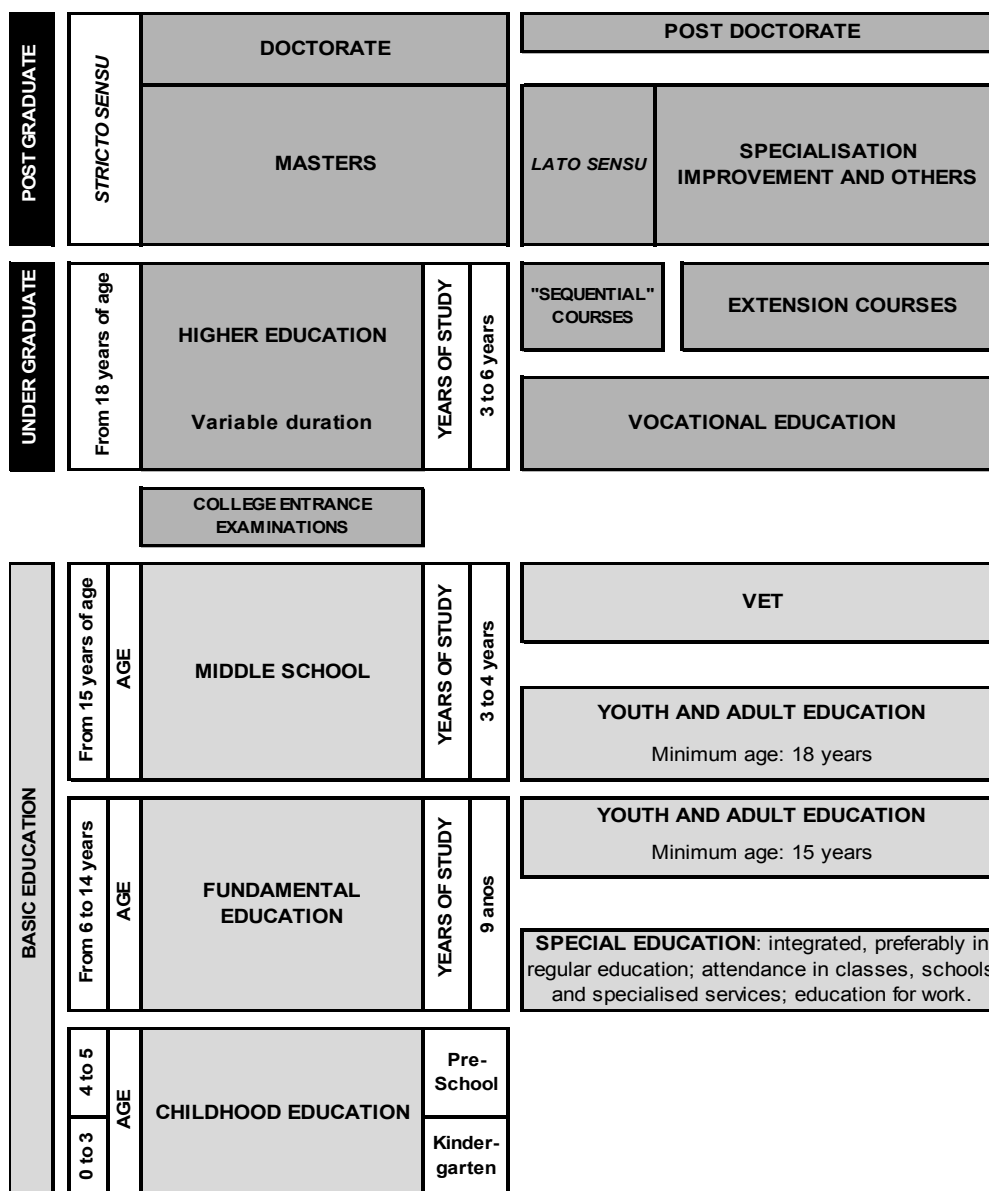 POST GRADUATE
STRICTO SENSU
DOCTORATE
MASTERS
POST DOCTORATE
LATO SENSU
SPECIALISATION
IMPROVEMENT AND OTHERS
UNDER GRADUATE
From 18 years of age
HIGHER EDUCATION
Variable duration
YEARS OF STUDY
3 to 6 years
"SEQUENTIAL"
COURSES
EXTENSION COURSES
VOCATIONAL EDUCATION
COLLEGE ENTRANCE
EXAMINATIONS
BASIC EDUCATION
From 15 years of age
AGE
MIDDLE SCHOOL
YEARS OF STUDY
3 to 4 years
VET
YOUTH AND ADULT EDUCATION
Minimum age: 18 years
From 6 to 14 years
AGE
FUNDAMENTAL
EDUCATION
YEARS OF STUDY
9 anos
YOUTH AND ADULT EDUCATION
Minimum age: 15 years
SPECIAL EDUCATION: integrated, preferably in
regular education; attendance in classes, schools
and specialised services; education for work.
4 to 5
0 to 3
AGE
CHILDHOOD EDUCATION
Pre-
School
Kinder-
garten